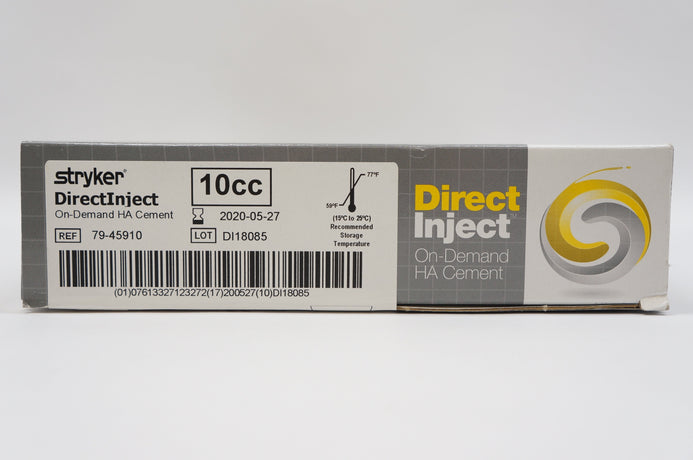 stryker®
DirectInject
On-Demand HA Cement
10cc
2020-05-27
REF 79-45910
LOT DI18085
77°F
59°F
(15°C to 25°C)
Recommended
Storage
Temperature
(01)07613327123272(17)200527(10)DI18085
Direct
Inject™
On-Demand
HA Cement